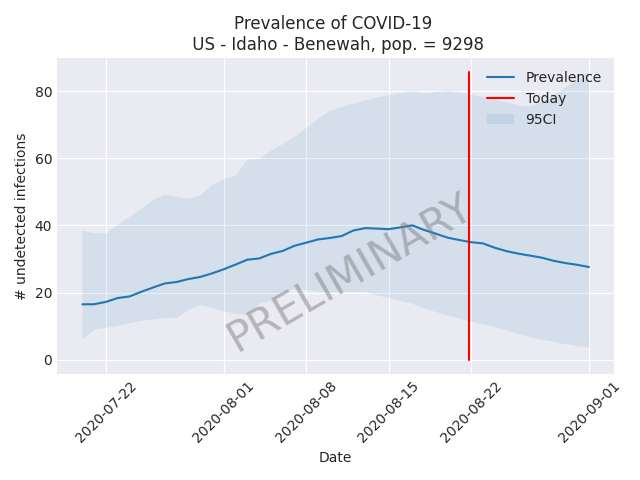 Prevalence of COVID-19
US - Idaho - Benewah, pop. = 9298
Prevalence
Today
95CI
PRELIMINARY
# undetected infections
80
60
40
20
0
2020-07-22
2020-08-01
2020-08-08
2020-08-15
2020-08-22
2020-09-01
Date